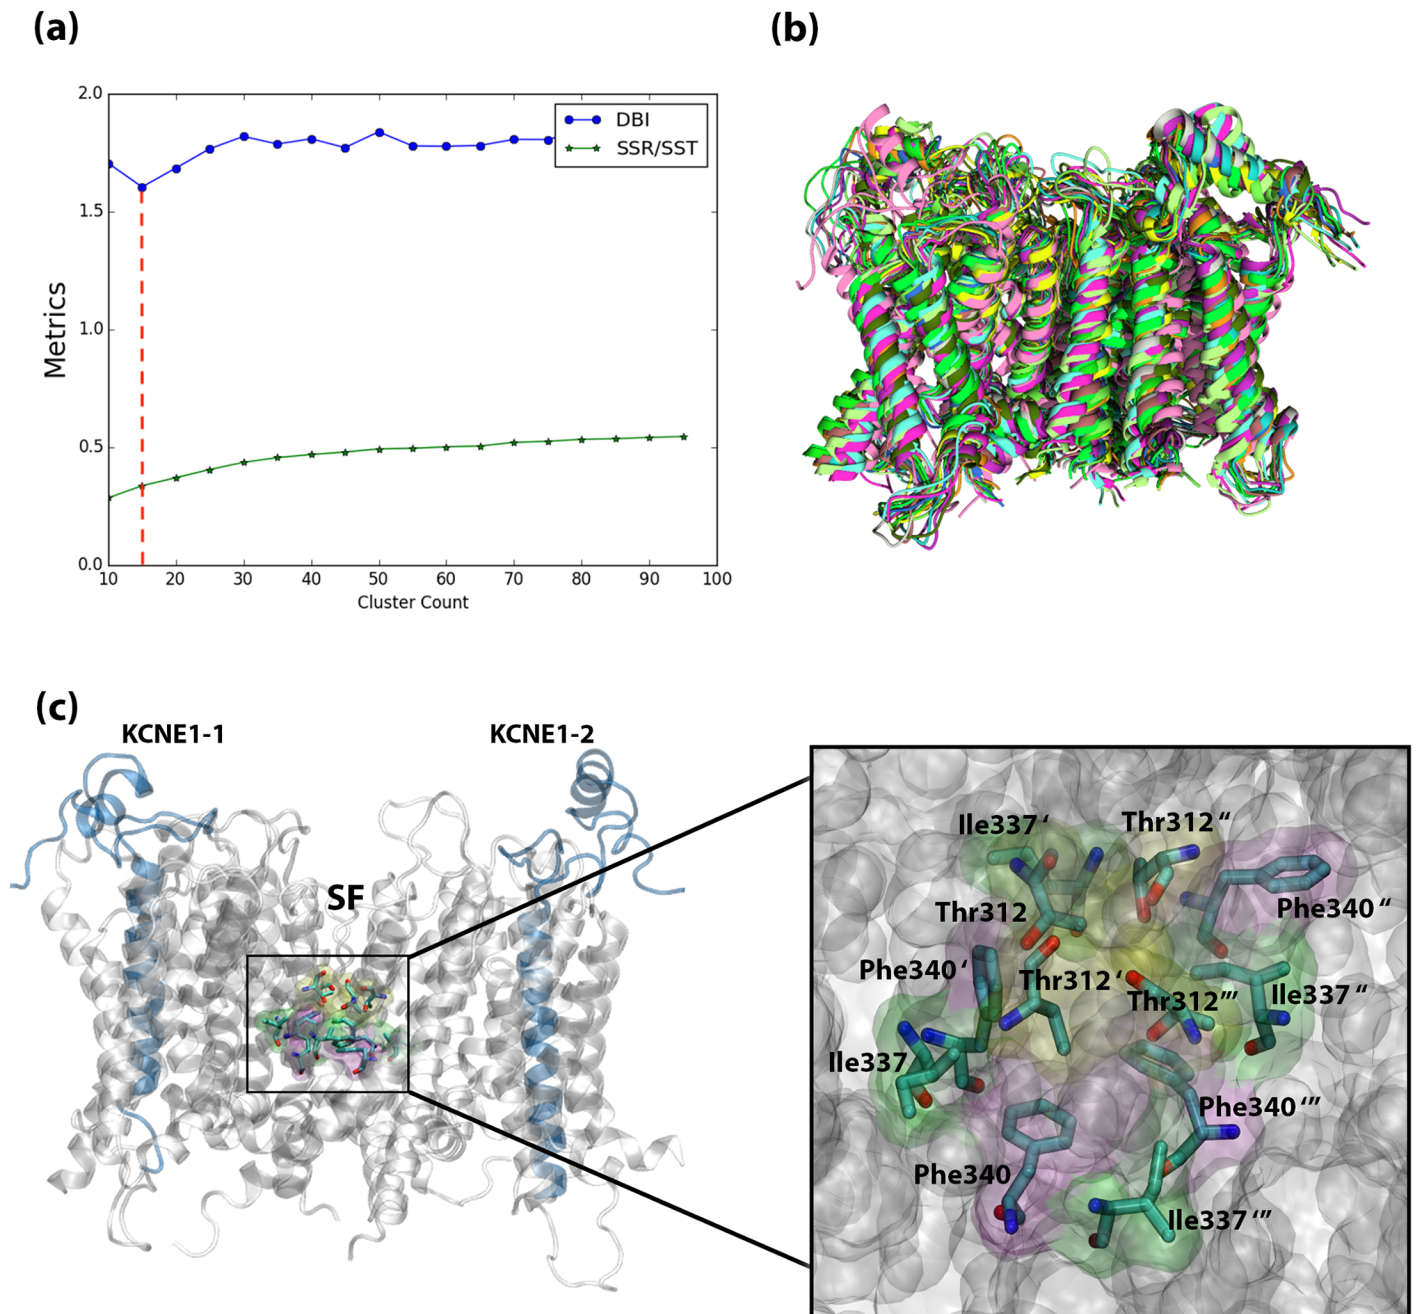 (a)
(b)
2.0
1.5
1.0
0.5
0.0
Metrics
DBI
SSR/SST
10 20 30 40 50 60 70 80 90 100
Cluster Count
(c)
KCNE1-1
KCNE1-2
SF
Ile337 ‘
Thr312 “
Thr312
Phe340 “
Phe340 ‘
Thr312 ‘
Thr312 ‘”
Ile337 “
Ile337
Phe340 ‘”
Phe340
Ile337 ‘”